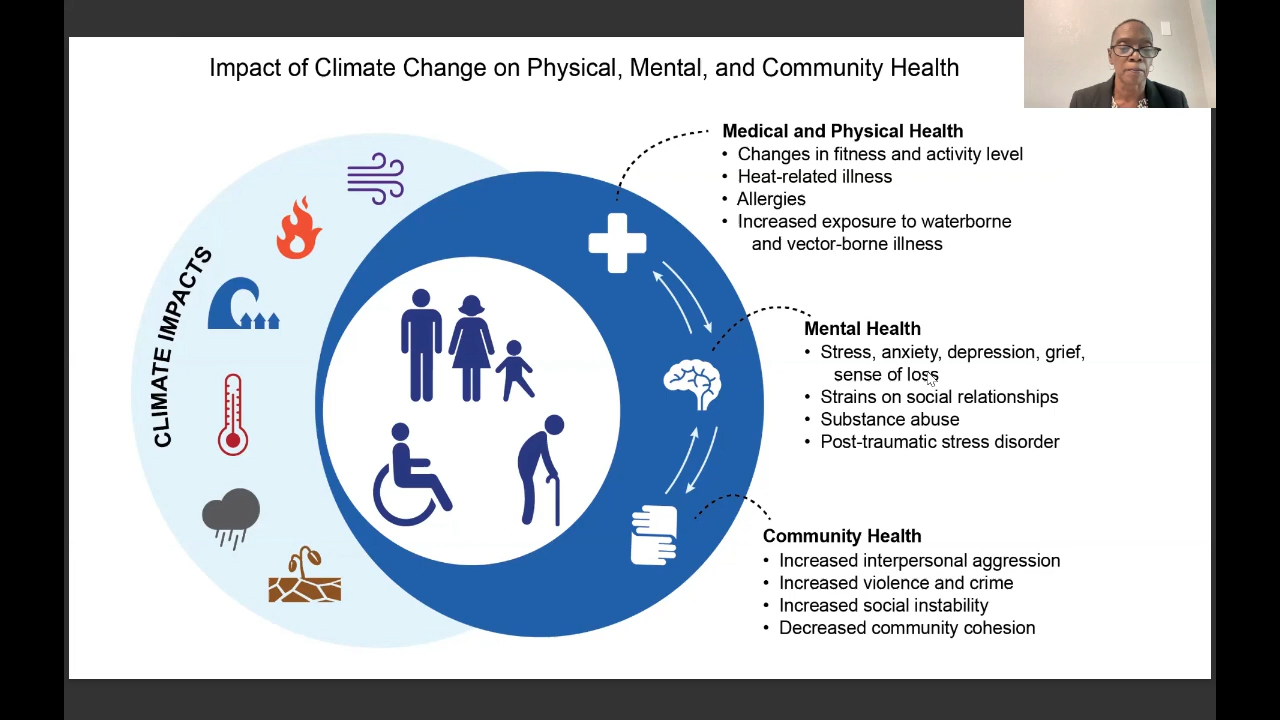 Impact of Climate Change on Physical, Mental, and Community Health
CLIMATE IMPACTS
Medical and Physical Health
• Changes in fitness and activity level
• Heat-related illness
• Allergies
• Increased exposure to waterborne
and vector-borne illness
Mental Health
• Stress, anxiety, depression, grief,
sense of loss
• Strains on social relationships
• Substance abuse
• Post-traumatic stress disorder
Community Health
• Increased interpersonal aggression
• Increased violence and crime
• Increased social instability
• Decreased community cohesion